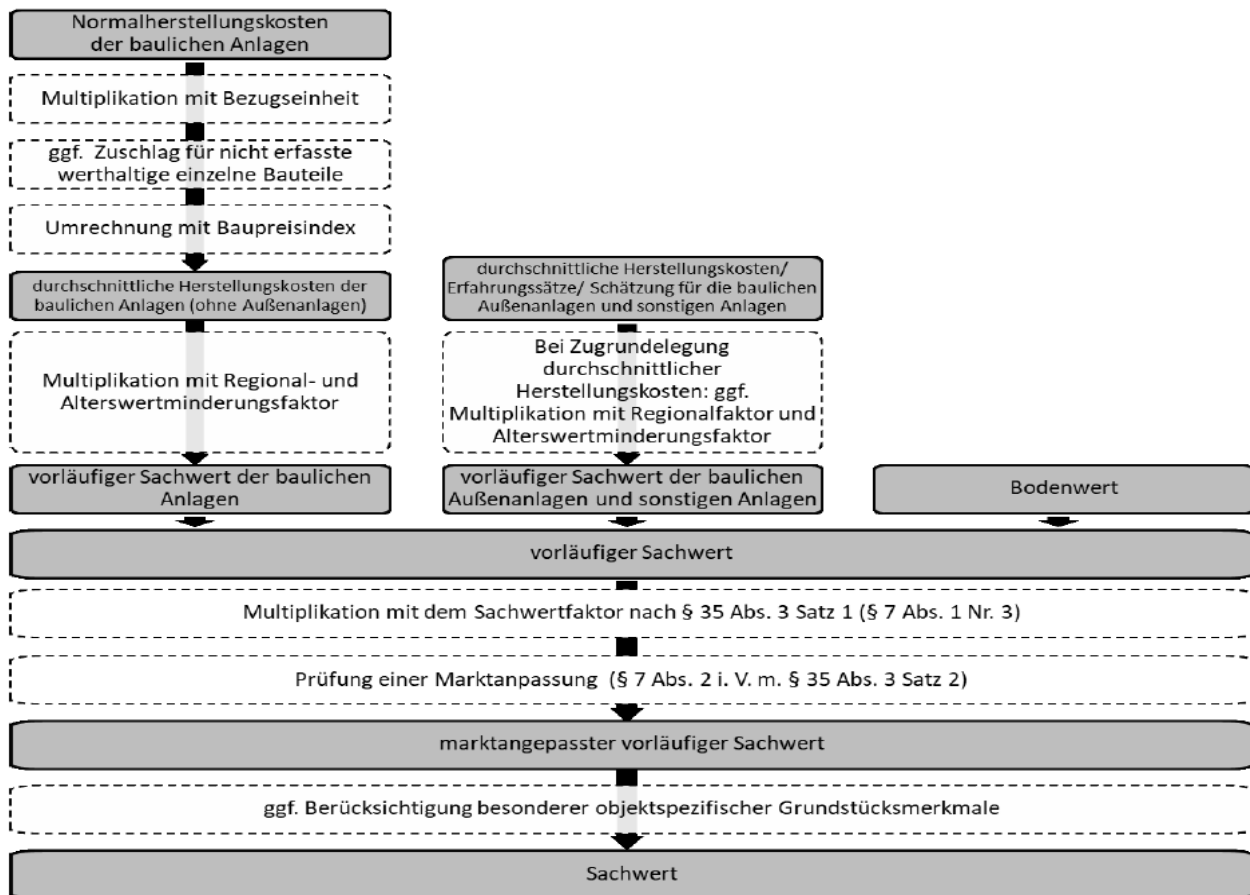 Normalherstellungskosten
der baulichen Anlagen
Multiplikation mit Bezugseinheit
ggf. Zuschlag für nicht erfasste
werthaltige einzelne Bauteile
Umrechnung mit Baupreisindex
durchschnittliche Herstellungskosten der
baulichen Anlagen (ohne Außenanlagen)
Multiplikation mit Regional- und
Alterswertminderungsfaktor
vorläufiger Sachwert der baulichen
Anlagen
durchschnittliche Herstellungskosten/
Erfahrungssätze/ Schätzung für die baulichen
Außenanlagen und sonstigen Anlagen
Bei Zugrundelegung
durchschnittlicher
Herstellungskosten: ggf.
Multiplikation mit Regionalfaktor und
Alterswertminderungsfaktor
vorläufiger Sachwert der baulichen
Außenanlagen und sonstigen Anlagen
Bodenwert
vorläufiger Sachwert
Multiplikation mit dem Sachwertfaktor nach § 35 Abs. 3 Satz 1 (§ 7 Abs. 1 Nr. 3)
Prüfung einer Marktanpassung (§ 7 Abs. 2 i. V. m. § 35 Abs. 3 Satz 2)
marktangepasster vorläufiger Sachwert
ggf. Berücksichtigung besonderer objektspezifischer Grundstücksmerkmale
Sachwert